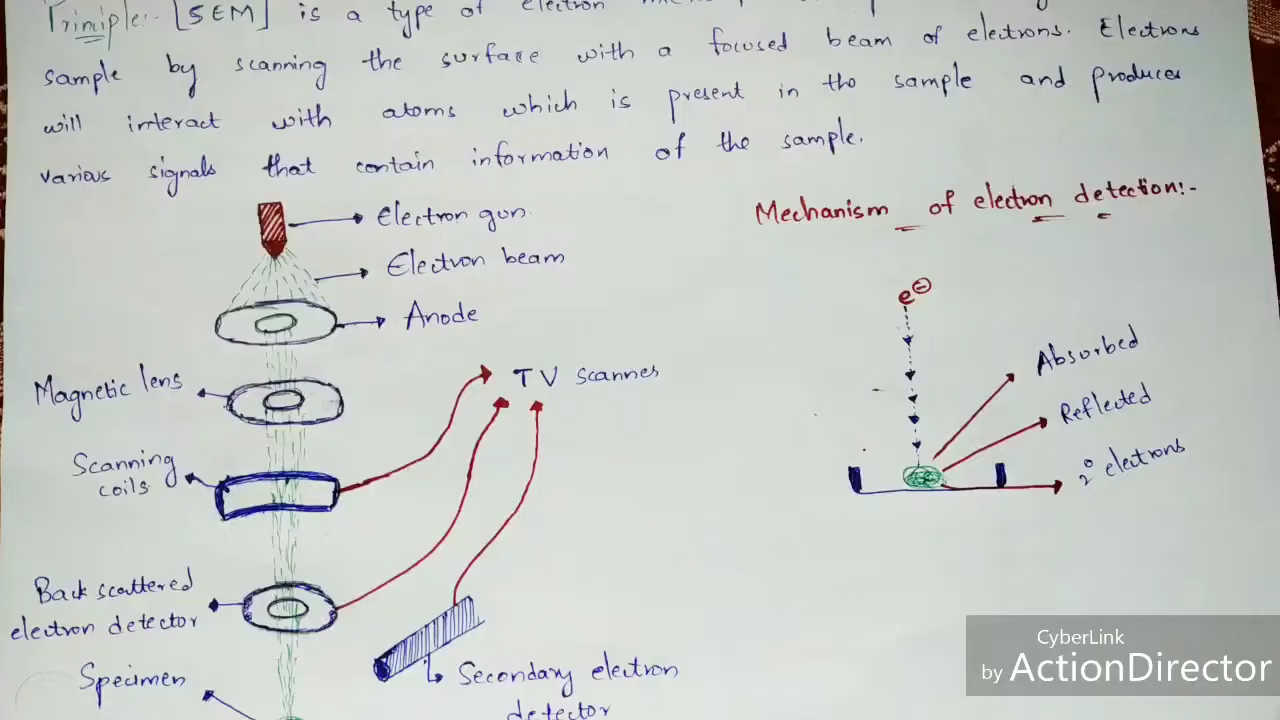 Priniple:- [SEM] is a type of electron
sample by scanning the surface with a focused beam of electrons. Electrons
will interact with atoms which is present in the sample and produces
various signals that contain information of the sample.
Electron gun
Electron beam
Anode
Magnetic lens
TV scannes
Scanning
coils
Back scattered
electron detector
Specimen
Secondary electron
detector
Mechanism of electron detection:-
e⊖
Absorbed
Reflected
2° electrons
CyberLink
by ActionDirector